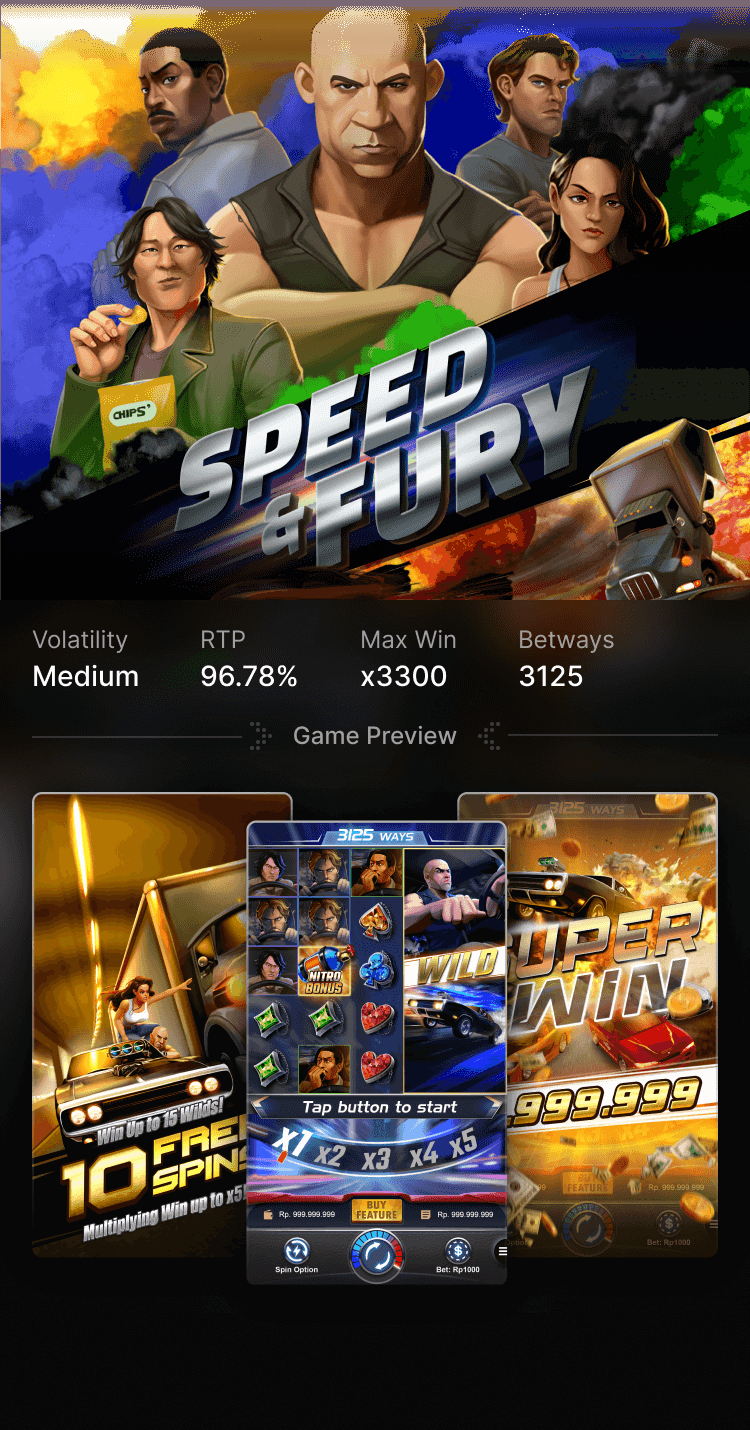 CHIPS'
SPEED
& FURY
Volatility
RTP
Max Win
Betways
Medium
96.78%
x3300
3125
Game Preview
Win Up to 15 Wilds!
10 FREE
SPINS
Multiplying Win up to x5
3125 WAYS
WILD
NITRO
BONUS
Tap button to start
x1 x2 x3 x4 x5
Rp. 999.999.999
BUY
FEATURE
Rp. 999.999.999
Spin Option
Bet: Rp1000
3125 WAYS
SUPER
WIN
.999.999
BUY
FEATURE
Rp. 999.999.999
Bet: Rp1000